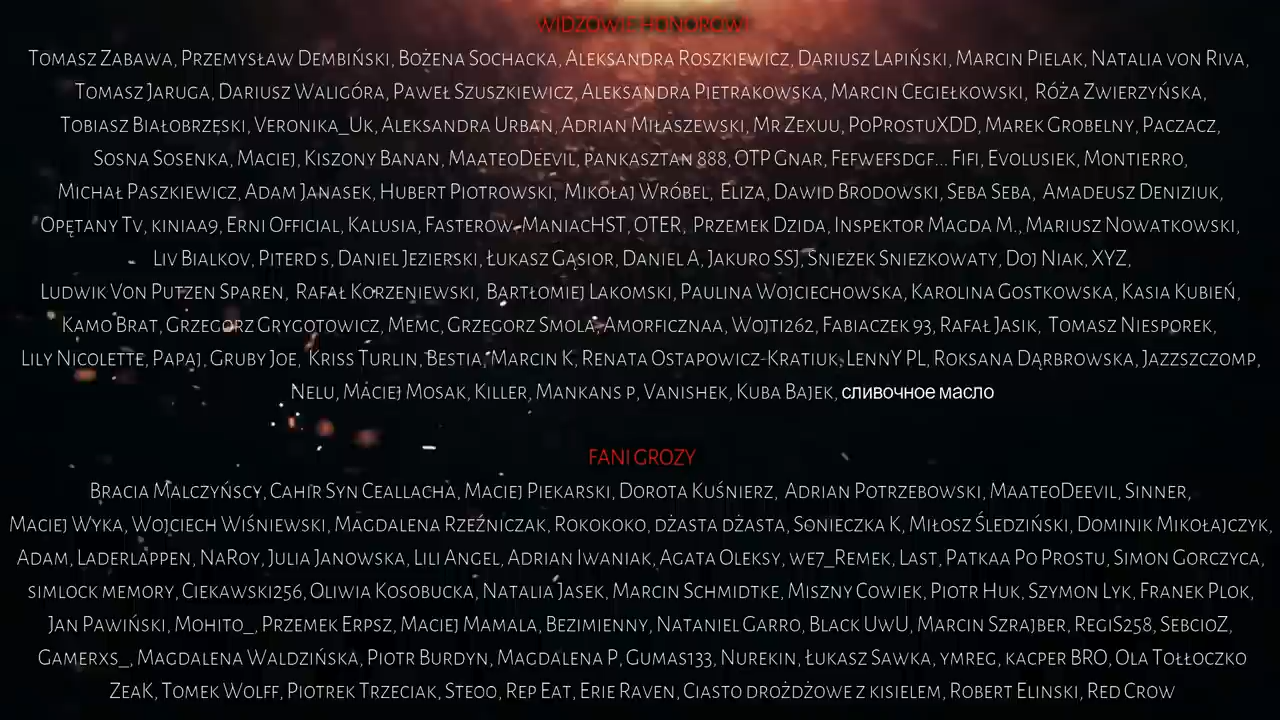 WIDZOWIE HONOROWI
Tomasz Zabawa, Przemysław Dembiński, Bożena Sochacka, Aleksandra Roszkiewicz, Dariusz Lapiński, Marcin Pielak, Natalia von Riva,
Tomasz Jaruga, Dariusz Waligóra, Paweł Szuszkiewicz, Aleksandra Pietrakowska, Marcin Cegiełkowski, Róża Zwierzyńska,
Tobiasz Białobrzeski, Veronika_Uk, Aleksandra Urban, Adrian Miłaszewski, Mr Zexuu, PoProstuXDD, Marek Grobelny, Paczacz,
Sosna Sosenka, Maciej, Kiszony Banan, MaateoDeevil, pankasztan 888, OTP Gnar, Fefwefsdgf... Fifi, Evolusiek, Montierro,
Michał Paszkiewicz, Adam Janasek, Hubert Piotrowski, Mikołaj Wróbel, Eliza, Dawid Brodowski, Seba Seba, Amadeusz Deniziuk,
Opętany Tv, kiniaa9, Erni Official, Kalusia, Fasterow-ManiacHST, OTER, Przemek Dzida, Inspektor Magda M., Mariusz Nowatkowski,
Liv Bialkov, Piterd s, Daniel Jezierski, Łukasz Gąsior, Daniel A, Jakuro SSJ, Sniezek Sniezkowaty, Doj Niak, XYZ,
Ludwik Von Putzen Sparen, Rafał Korzeniewski, Bartłomiej Lakomski, Paulina Wojciechowska, Karolina Gostkowska, Kasia Kubień,
Kamo Brat, Grzegorz Grygotowicz, Memc, Grzegorz Smola, Amorficznaa, Wojti262, Fabiaczek 93, Rafał Jasik, Tomasz Niesporek,
Lily Nicolette, Papaj, Gruby Joe, Kriss Turlin, Bestia, Marcin K, Renata Ostapowicz-Kratiuk, LennY PL, Roksana Dąrbrowska, Jazzszczomp,
Nelu, Maciej Mosak, Killer, Mankans p, Vanishek, Kuba Bajek, сливочное масло
FANI GROZY
Bracia Malczyńscy, Cahir Syn Ceallacha, Maciej Piekarski, Dorota Kuśnierz, Adrian Potrzebowski, MaateoDeevil, Sinner,
Maciej Wyka, Wojciech Wiśniewski, Magdalena Rzeźniczak, Rokokoko, dżasta dżasta, Sonieczka K, Miłosz Śledziński, Dominik Mikołajczyk,
Adam, Laderlappen, NaRoy, Julia Janowska, Lili Angel, Adrian Iwaniak, Agata Oleksy, we7_Remek, Last, Patkaa Po Prostu, Simon Gorczyca,
simlock memory, Ciekawski256, Oliwia Kosobucka, Natalia Jasek, Marcin Schmidtke, Miszny Cowiek, Piotr Huk, Szymon Lyk, Franek Plok,
Jan Pawiński, Mohito_, Przemek Erpsz, Maciej Mamala, Bezimienny, Nataniel Garro, Black UwU, Marcin Szrajber, RegiS258, SebcioZ,
Gamerxs_, Magdalena Waldzińska, Piotr Burdyn, Magdalena P, Gumas133, Nurekin, Łukasz Sawka, ymreg, kacper BRO, Ola Tołłoczko
ZeaK, Tomek Wolff, Piotrek Trzeciak, Steoo, Rep Eat, Erie Raven, Ciasto drożdżowe z kisielem, Robert Elinski, Red Crow